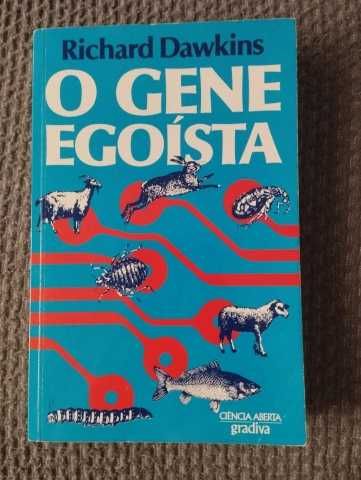 Richard Dawkins
O GENE
EGOÍSTA
CIÊNCIA ABERTA
gradiva